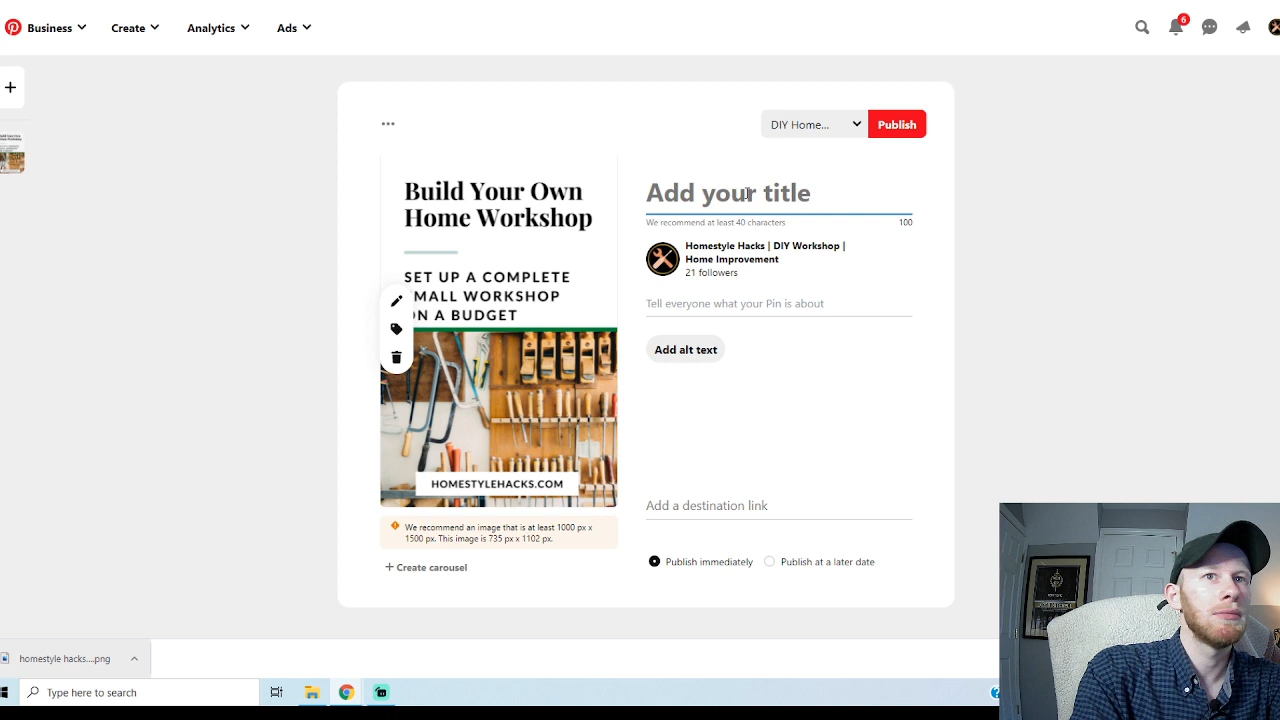 Business
Create
Analytics
Ads
6
DIY Home...
Publish
Build Your Own
Home Workshop
SET UP A COMPLETE
SMALL WORKSHOP
ON A BUDGET
HOMESTYLEHACKS.COM
We recommend an image that is at least 1000 px x
1500 px. This image is 735 px x 1102 px.
Create carousel
Add your title
We recommend at least 40 characters
100
Homestyle Hacks | DIY Workshop |
Home Improvement
21 followers
Tell everyone what your Pin is about
Add alt text
Add a destination link
Publish immediately
Publish at a later date
homestyle hacks....png
Type here to search